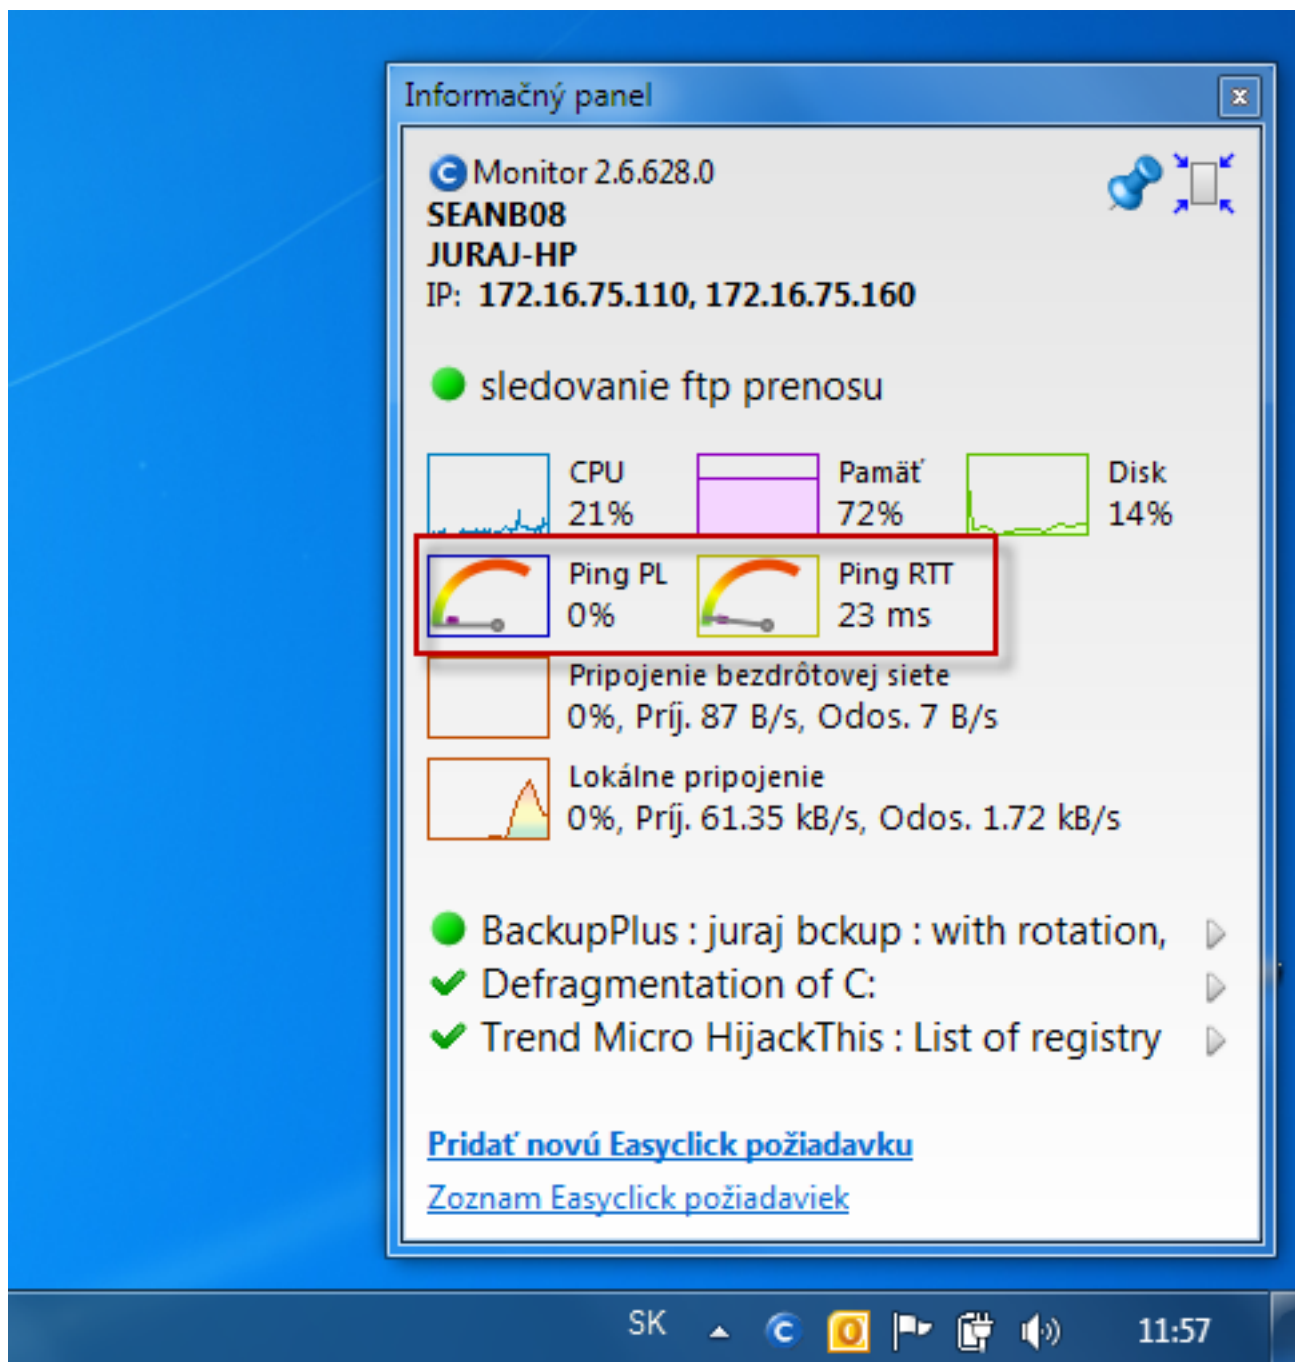 Informačný panel
Monitor 2.6.628.0
SEANB08
JURAJ-HP
IP: 172.16.75.110, 172.16.75.160
sledovanie ftp prenosu
CPU
21%
Pamäť
72%
Disk
14%
Ping PL
0%
Ping RTT
23 ms
Pripojenie bezdrôtovej siete
0%, Príj. 87 B/s, Odos. 7 B/s
Lokálne pripojenie
0%, Príj. 61.35 kB/s, Odos. 1.72 kB/s
BackupPlus : juraj bckup : with rotation,
Defragmentation of C:
Trend Micro HijackThis : List of registry
Pridať novú Easyclick požiadavku
Zoznam Easyclick požiadaviek
SK
11:57